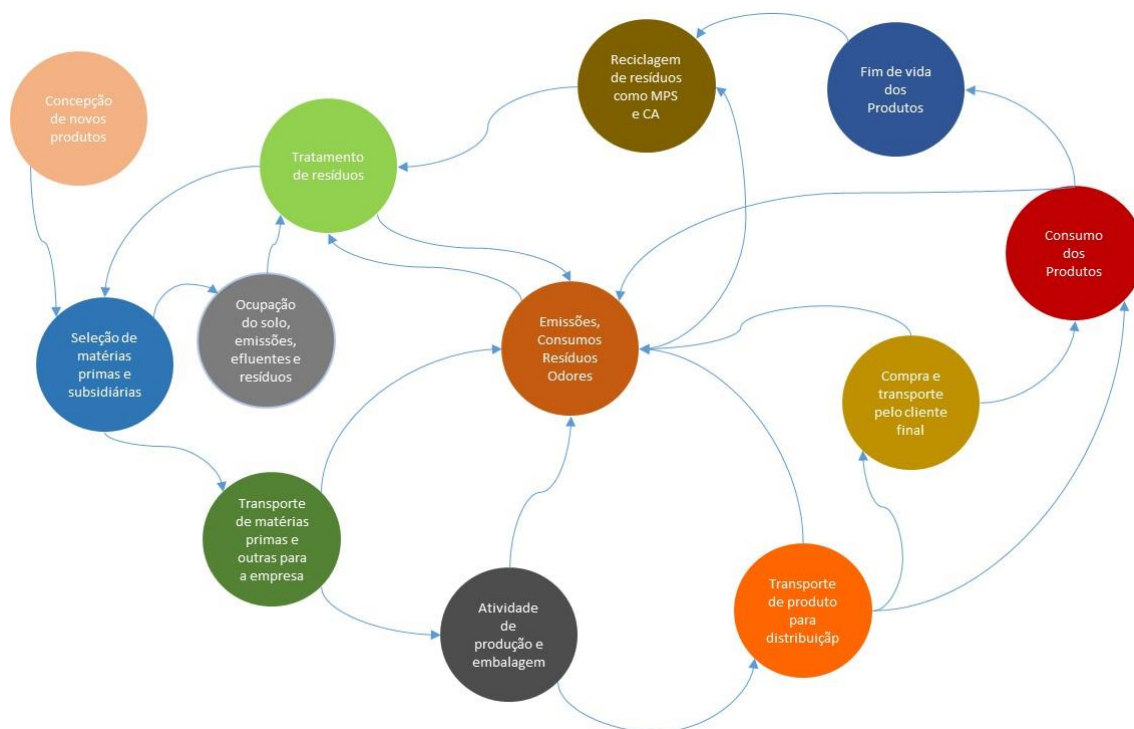 Concepção
de novos
produtos
Tratamento
de resíduos
Reciclagem
de resíduos
como MPS
e CA
Fim de vida
dos
Produtos
Seleção de
matérias
primas e
subsidiárias
Ocupação
do solo,
emissões,
efluentes e
resíduos
Emissões,
Consumos
Resíduos
Odores
Consumo
dos
Produtos
Compra e
transporte
pelo cliente
final
Transporte
de matérias
primas e
outras para
a empresa
Atividade
de
produção e
embalagem
Transporte
de produto
para
distribuiçãp